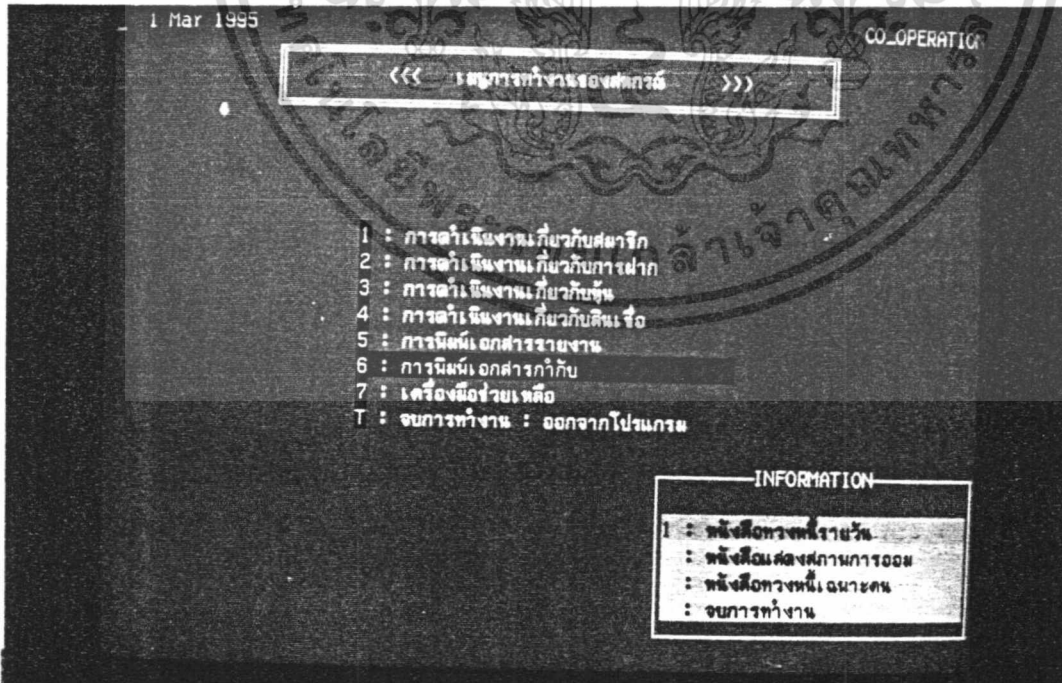 1 Mar 1995
CO_OPERATION
<<< เมนูการทำงานของสหกรณ์ >>>
1 : การดำเนินงานเกี่ยวกับสมาชิก
2 : การดำเนินงานเกี่ยวกับการฝาก
3 : การดำเนินงานเกี่ยวกับหุ้น
4 : การดำเนินงานเกี่ยวกับสินเชื่อ
5 : การพิมพ์เอกสารรายงาน
6 : การพิมพ์เอกสารกำกับ
7 : เครื่องมือช่วยเหลือ
T : จบการทำงาน : ออกจากโปรแกรม
INFORMATION
1 : หนังสือทวงหนี้รายวัน
: หนังสือแสดงสถานการออม
: หนังสือทวงหนี้เฉพาะคน
: จบการทำงาน